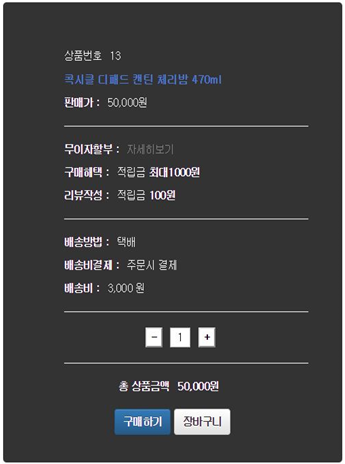 상품번호 13
콕시클 디캐드 켄틴 체리밤 470ml
판매가 : 50,000원
무이자할부 : 자세히보기
구매혜택 : 적립금 최대1000원
리뷰작성 : 적립금 100원
배송방법 : 택배
배송비결제 : 주문시 결제
배송비 : 3,000 원
- 1 +
총 상품금액 50,000원
구매하기 장바구니